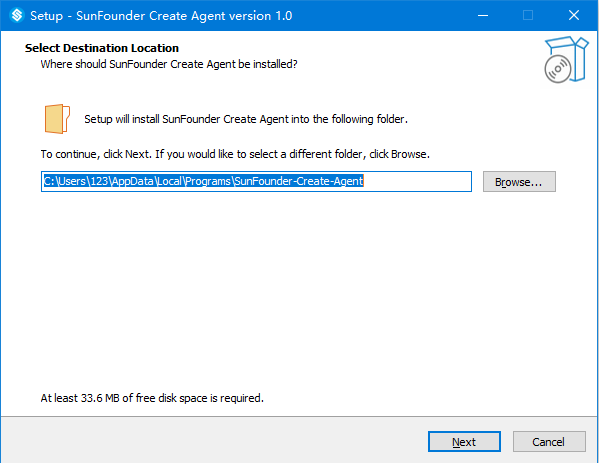 Setup - SunFounder Create Agent version 1.0
Select Destination Location
Where should SunFounder Create Agent be installed?
Setup will install SunFounder Create Agent into the following folder.
To continue, click Next. If you would like to select a different folder, click Browse.
C:\Users\123\AppData\Local\Programs\SunFounder-Create-Agent
Browse...
At least 33.6 MB of free disk space is required.
Next
Cancel